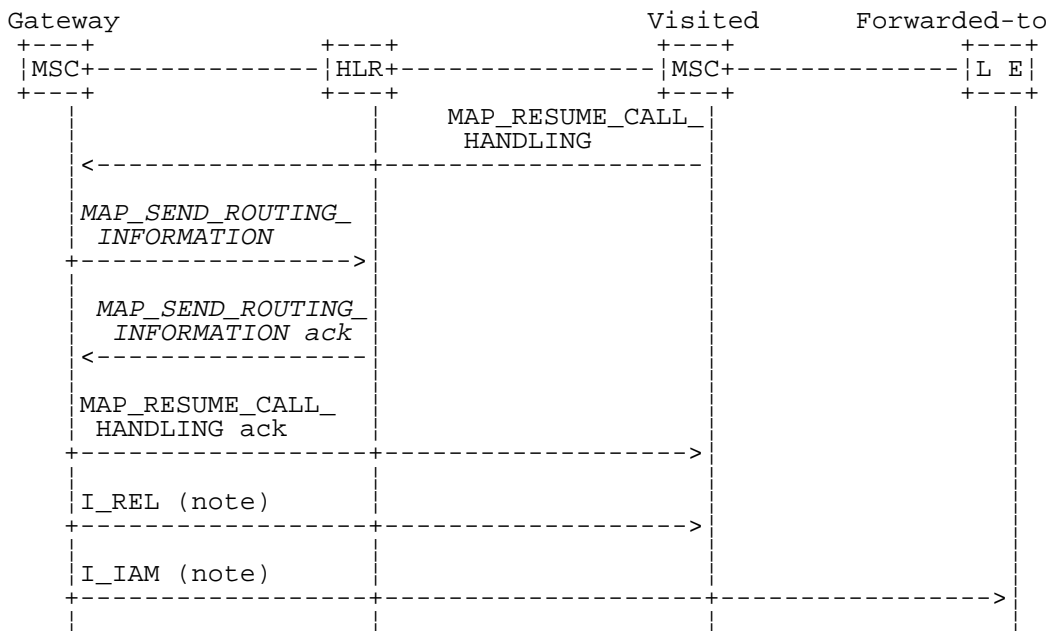 Gateway Visited Forwarded-to
MSC HLR MSC L E
MAP_RESUME_CALL_
HANDLING
MAP_SEND_ROUTING_
INFORMATION
MAP_SEND_ROUTING_
INFORMATION ack
MAP_RESUME_CALL_
HANDLING ack
I_REL (note)
I_IAM (note)